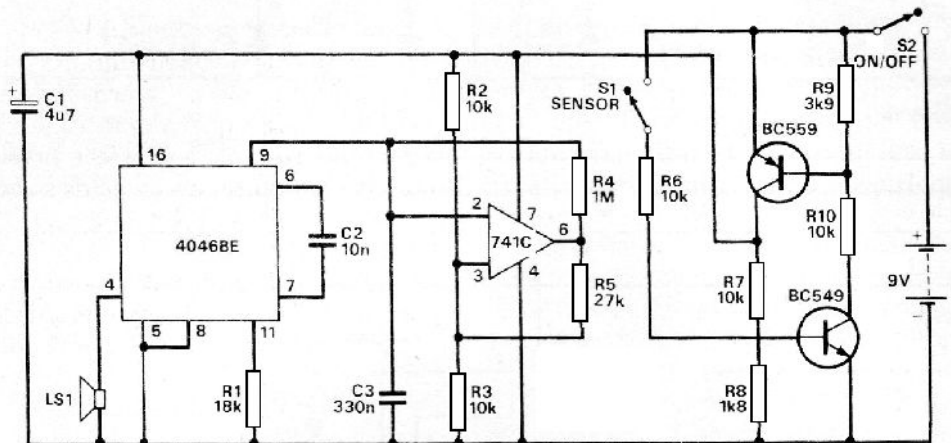 +
C1
4u7
16
9
6
4046BE
C2
10n
4
7
5
8
11
R1
18k
LS1
C3
330n
R2
10k
2
7
741C
6
3
4
R4
1M
R5
27k
R3
10k
S1
SENSOR
R6
10k
S2
ON/OFF
R9
3k9
BC559
R10
10k
R7
10k
BC549
R8
1k8
+
9V
-